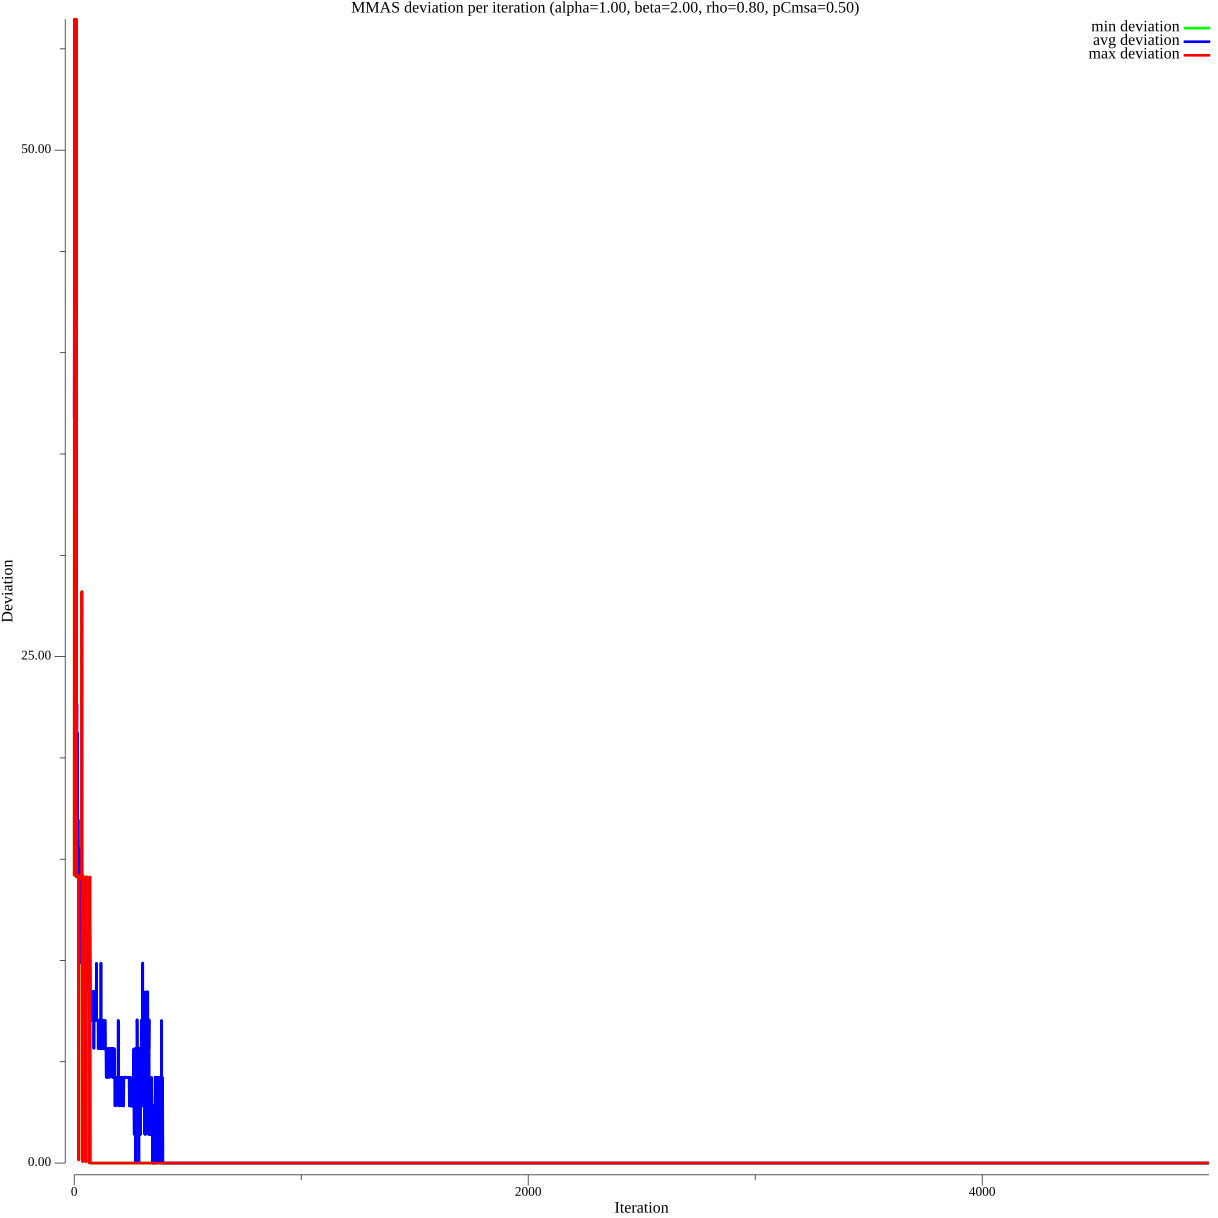 MMAS deviation per iteration (alpha=1.00, beta=2.00, rho=0.80, pCmsa=0.50)
min deviation
avg deviation
max deviation
50.00
25.00
0.00
Deviation
0
2000
4000
Iteration